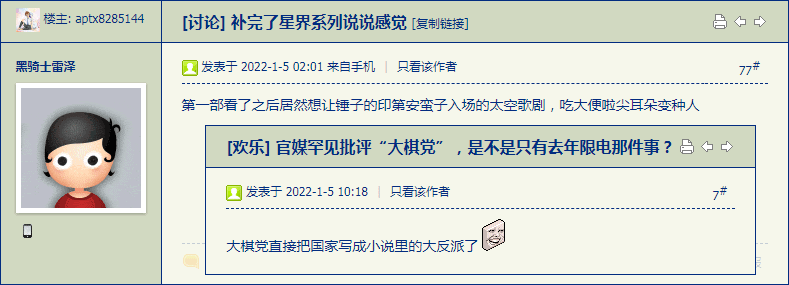 楼主: aptx8285144
[讨论] 补完了星界系列说说感觉 [复制链接]
黑骑士雷泽
发表于 2022-1-5 02:01 来自手机 | 只看该作者
77#
第一部看了之后居然想让锤子的印第安蛮子入场的太空歌剧，吃大便啦尖耳朵变种人
[欢乐] 官媒罕见批评“大棋党”，是不是只有去年限电那件事？
发表于 2022-1-5 10:18 | 只看该作者
7#
大棋党直接把国家写成小说里的大反派了